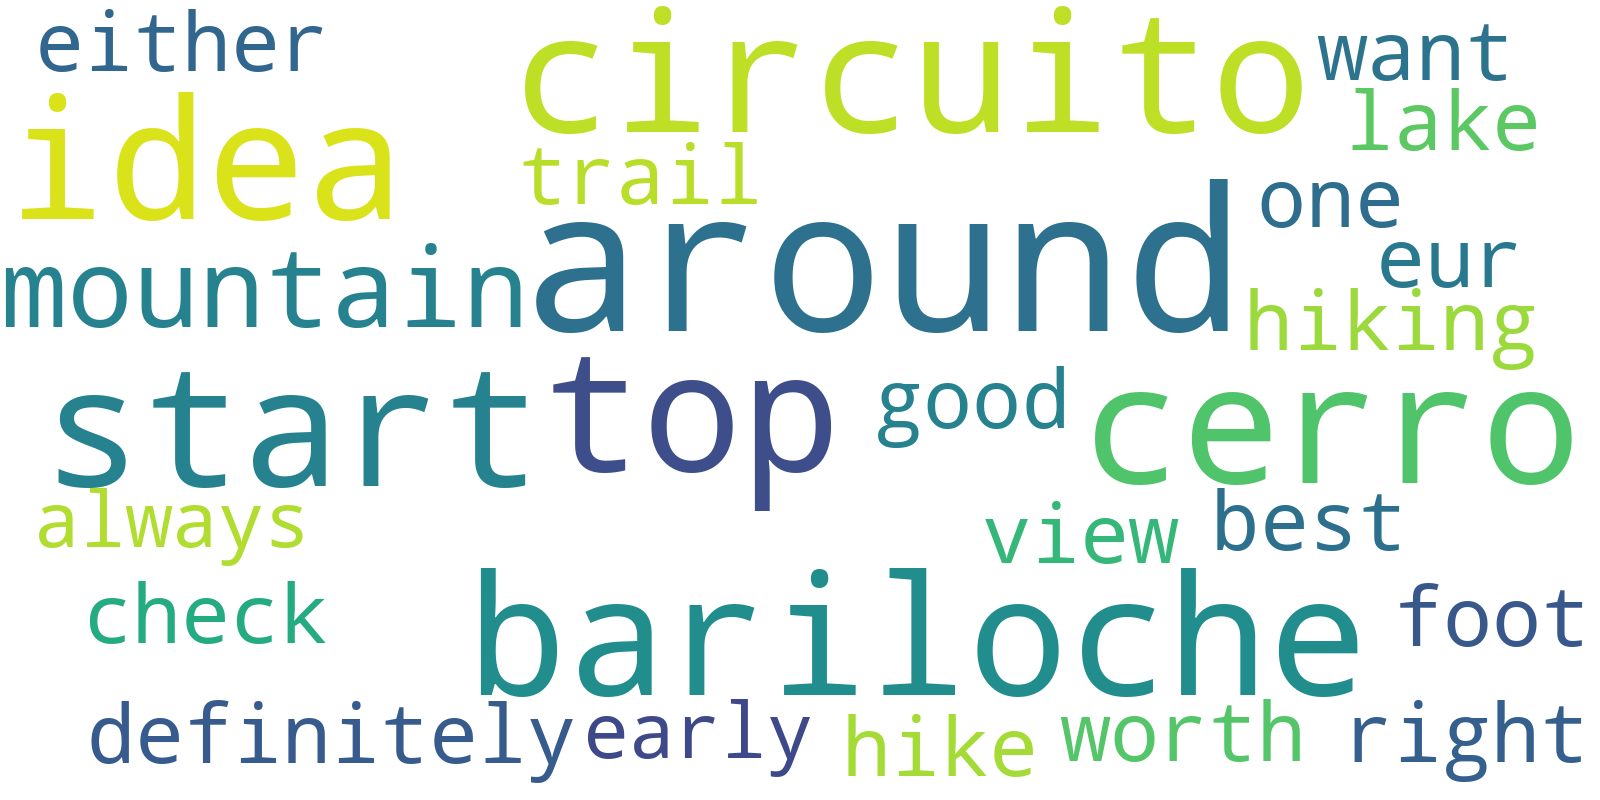 either
circuito
want
idea
lake
trail
one
around
mountain
eur
hiking
start
top
good
cerro
always
view
best
bariloche
check
foot
definitely
early
hike
worth
right